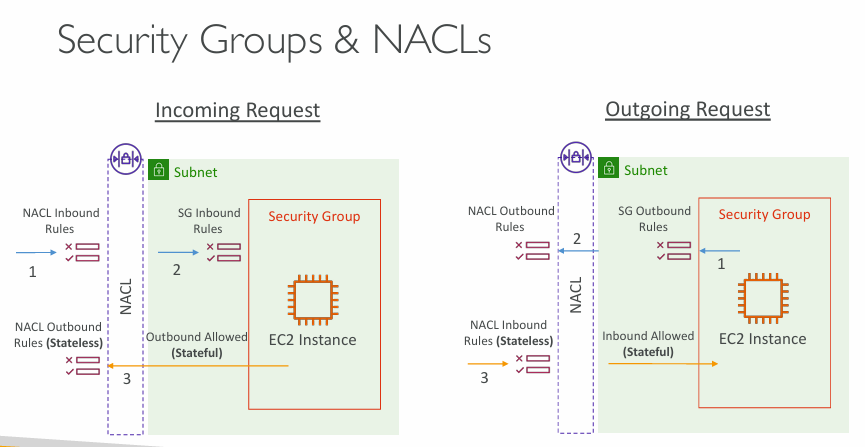 Security Groups & NACLs
Incoming Request
Subnet
NACL Inbound
Rules
1
SG Inbound
Rules
2
Security Group
NACL
EC2 Instance
NACL Outbound
Rules (Stateless)
Outbound Allowed
(Stateful)
3
Outgoing Request
Subnet
NACL Outbound
Rules
2
SG Outbound
Rules
Security Group
1
NACL
EC2 Instance
NACL Inbound
Rules (Stateless)
3
Inbound Allowed
(Stateful)